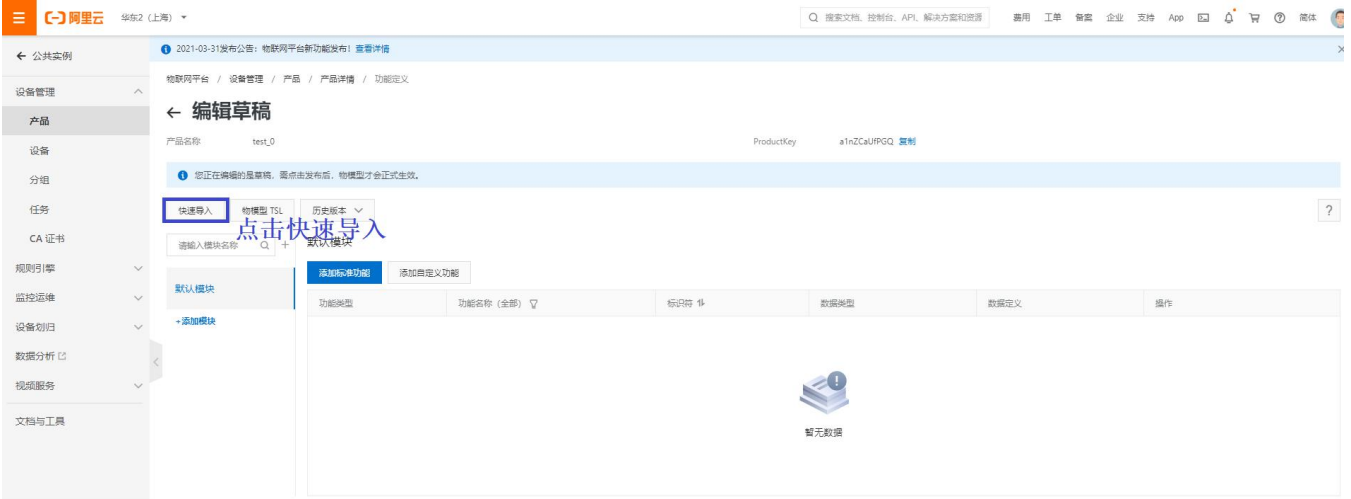 阿里云 华东2（上海） 搜索文档、控制台、API、解决方案和资源 费用 工单 备案 企业 支持 App 简体
公共实例
2021-03-31发布公告：物联网平台新功能发布！查看详情
物联网平台 / 设备管理 / 产品 / 产品详情 / 功能定义
编辑草稿
产品名称 test_0 ProductKey a1nZCaUfPGQ 复制
您正在编辑的是草稿，需点击发布后，物模型才会正式生效。
设备管理
产品
设备
分组
任务
CA 证书
规则引擎
监控运维
设备划归
数据分析
视频服务
文档与工具
快速导入 物模型 TSL 历史版本 ?
点击快速导入
请输入模块名称
默认模块
+添加模块
默认模块
添加标准功能 添加自定义功能
功能类型 功能名称（全部） 标识符 数据类型 数据定义 操作
暂无数据